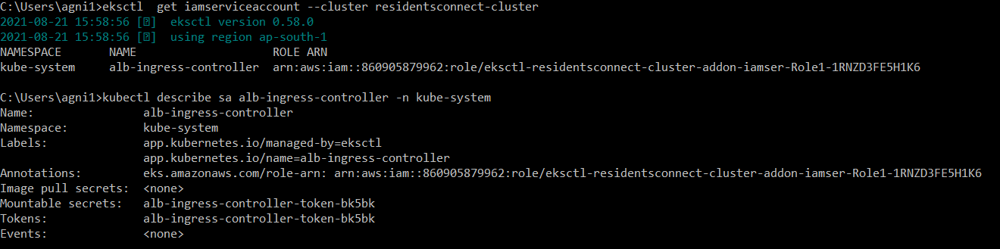 C:\Users\agni1>eksctl  get iamserviceaccount --cluster residentsconnect-cluster
2021-08-21 15:58:56 [⍰]  eksctl version 0.58.0
2021-08-21 15:58:56 [⍰]  using region ap-south-1
NAMESPACE       NAME                    ROLE ARN
kube-system     alb-ingress-controller  arn:aws:iam::860905879962:role/eksctl-residentsconnect-cluster-addon-iamser-Role1-1RNZD3FE5H1K6
C:\Users\agni1>kubectl describe sa alb-ingress-controller -n kube-system
Name:                alb-ingress-controller
Namespace:           kube-system
Labels:              app.kubernetes.io/managed-by=eksctl
                     app.kubernetes.io/name=alb-ingress-controller
Annotations:         eks.amazonaws.com/role-arn: arn:aws:iam::860905879962:role/eksctl-residentsconnect-cluster-addon-iamser-Role1-1RNZD3FE5H1K6
Image pull secrets:  <none>
Mountable secrets:   alb-ingress-controller-token-bk5bk
Tokens:              alb-ingress-controller-token-bk5bk
Events:              <none>